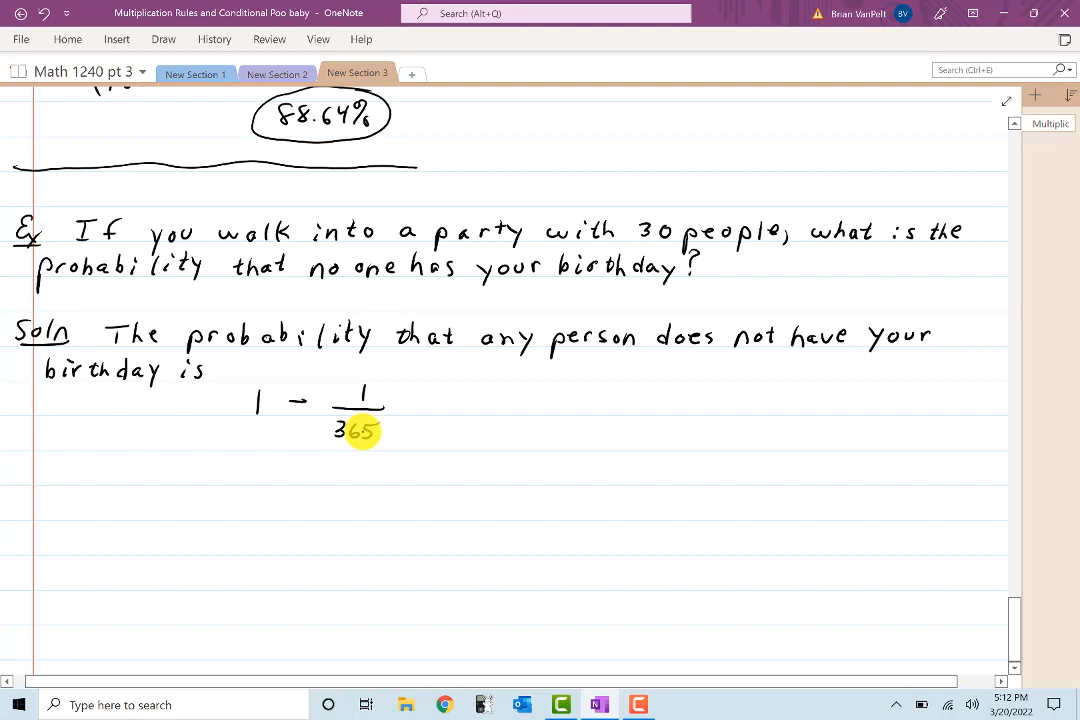 Multiplication Rules and Conditional Poo baby - OneNote
Search (Alt+Q)
Brian VanPelt
BV
File Home Insert Draw History Review View Help
Math 1240 pt 3
New Section 1
New Section 2
New Section 3
+
Search (Ctrl+E)
Multiplic
88.64%
Ex If you walk into a party with 30 people, what is the
probability that no one has your birthday?
Soln The probability that any person does not have your
birthday is
1 - 1/365
Type here to search
5:12 PM
3/20/2022